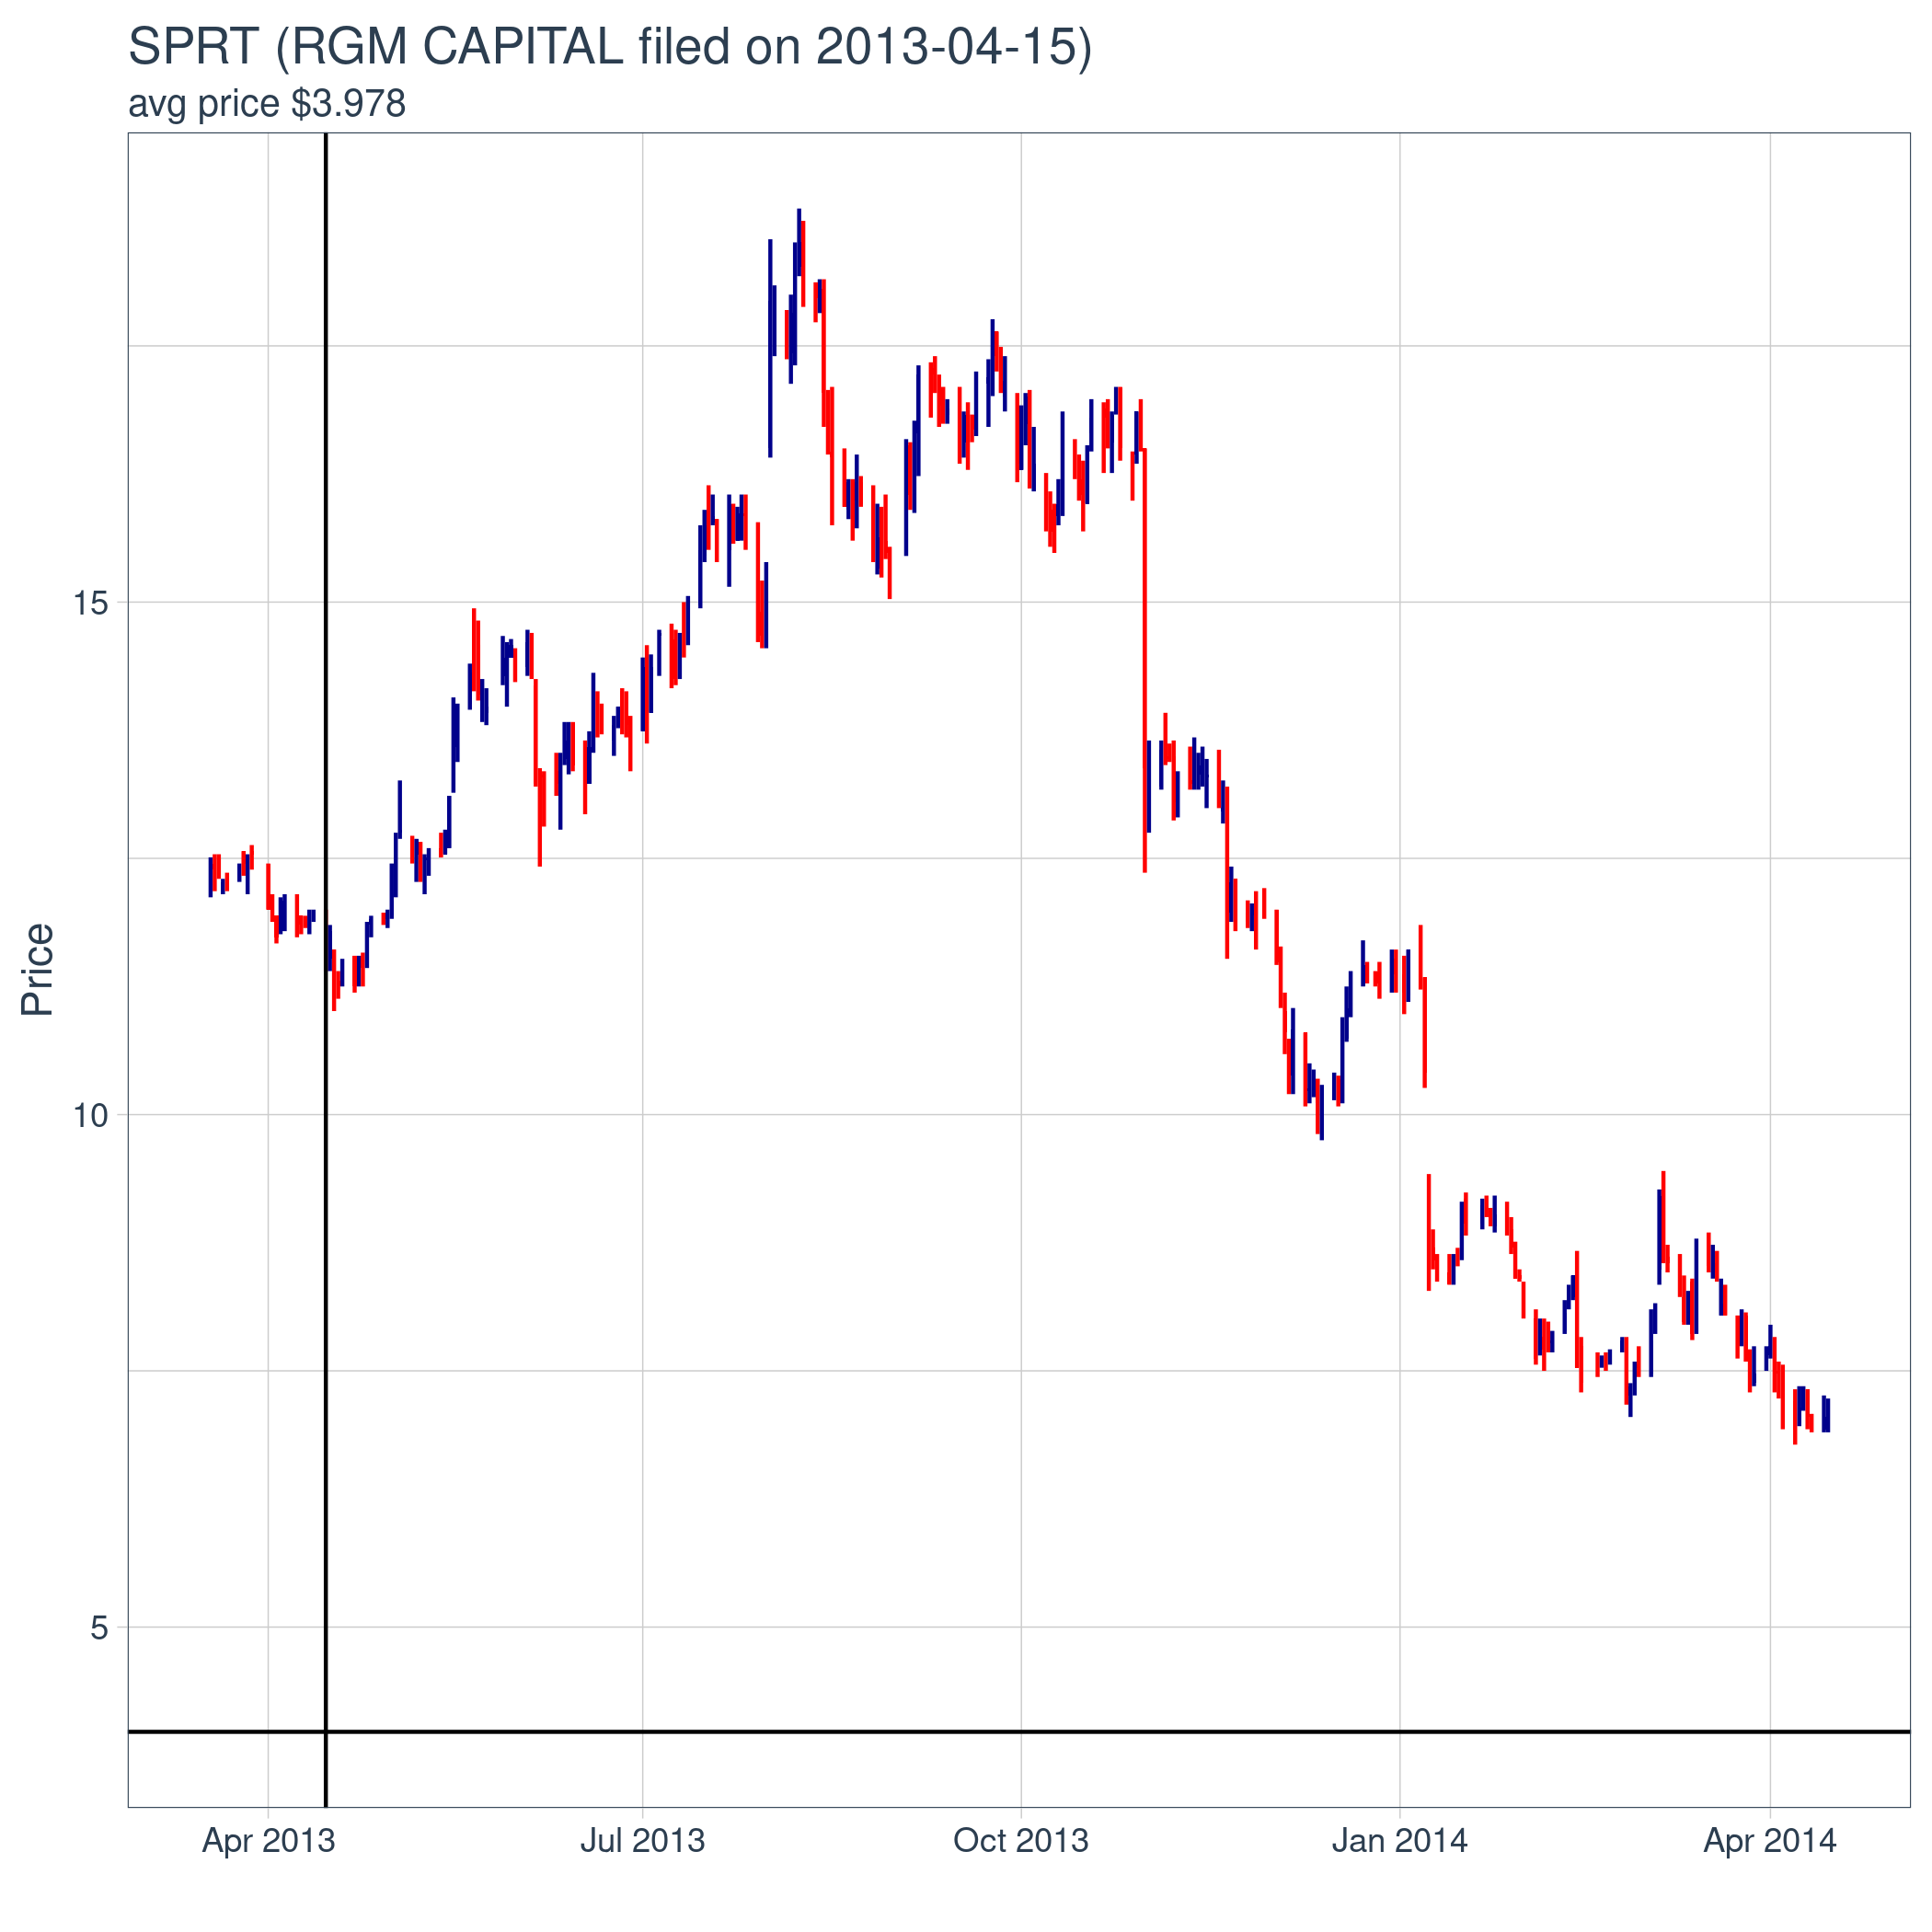 SPRT (RGM CAPITAL filed on 2013-04-15)
avg price $3.978
Price
15
10
5
Apr 2013
Jul 2013
Oct 2013
Jan 2014
Apr 2014